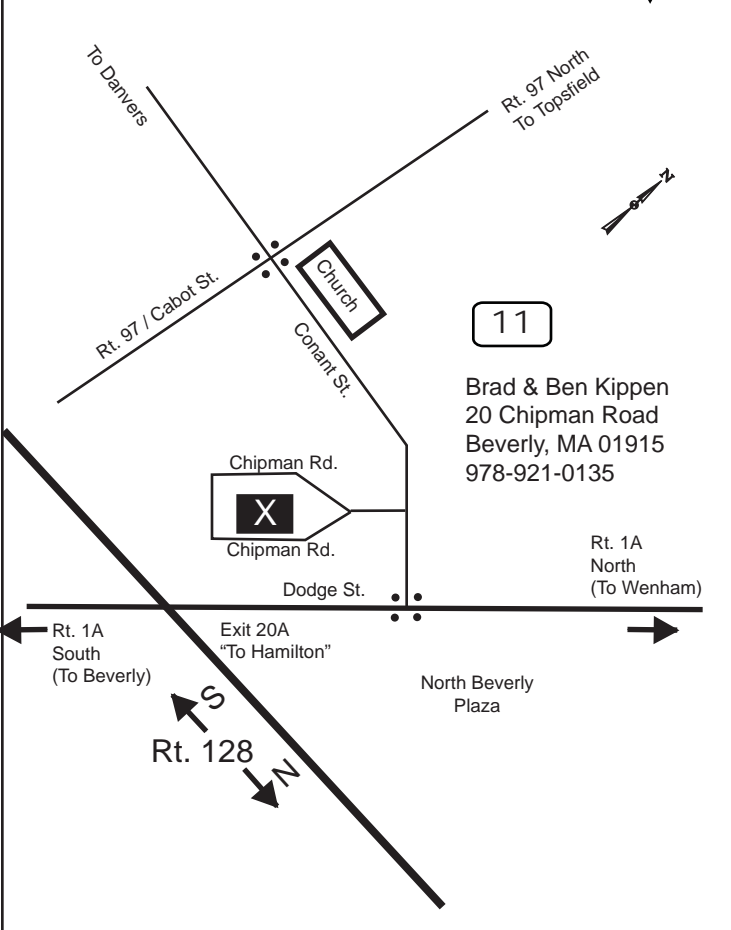 To Danvers
Rt. 97 North
To Topsfield
N
Church
Rt. 97 / Cabot St.
Conant St.
11
Brad & Ben Kippen
20 Chipman Road
Beverly, MA 01915
978-921-0135
Chipman Rd.
X
Chipman Rd.
Rt. 1A
North
(To Wenham)
Dodge St.
Rt. 1A
South
(To Beverly)
Exit 20A
“To Hamilton”
North Beverly
Plaza
S
Rt. 128
N